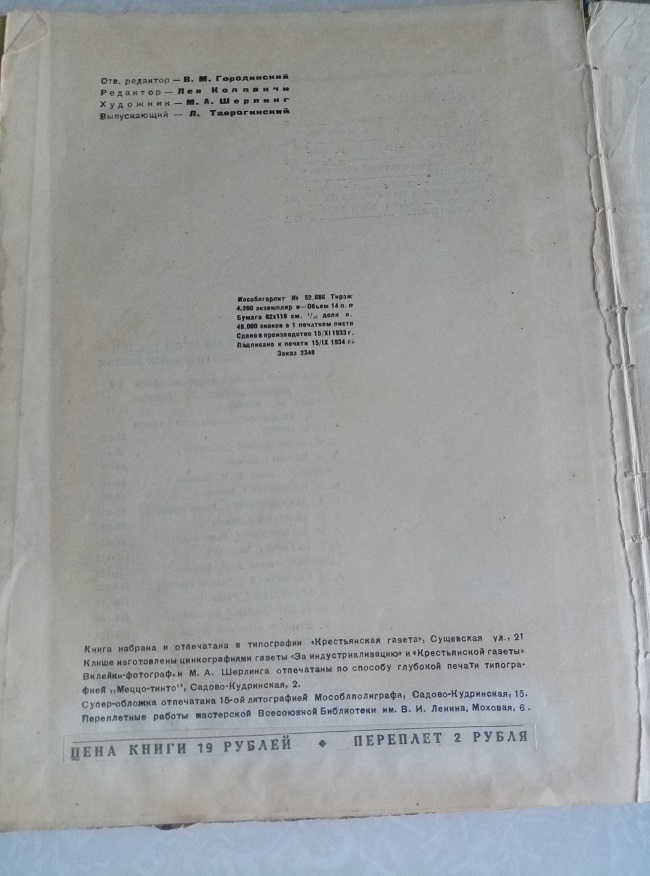 Отв. редактор — В. М. Городинский
Редактор — Лев Колпакчи
Художник — М. А. Шерлинг
Выпускающий — Л. Таврогинский
Мособлгорлит № 52.686 Тираж
4,200 экземпляр в — Объем 14 п. л
Бумага 82х110 см. 1/16 доля л.
48,000 знаков в 1 печатном листе
Сдано в производство 15/XI 1933 г.
Подписано к печати 15/IX 1934 г.
Заказ 2348
Книга набрана и отпечатана в типографии «Крестьянская газета», Сущевская ул., 21
Клише изготовлены цинкографиями газеты «За индустриализацию» и «Крестьянской газеты»
Вклейки-фотографии М. А. Шерлинга отпечатаны по способу глубокой печати типогра-
фией „Меццо-тинто“, Садово-Кудринская, 2.
Супер-обложка отпечатана 15-ой литографией Мособлполиграфа, Садово-Кудринская, 15.
Переплетные работы мастерской Всесоюзной Библиотеки им. В. И. Ленина, Моховая, 6.
ЦЕНА КНИГИ 19 РУБЛЕЙ ◆ ПЕРЕПЛЕТ 2 РУБЛЯ